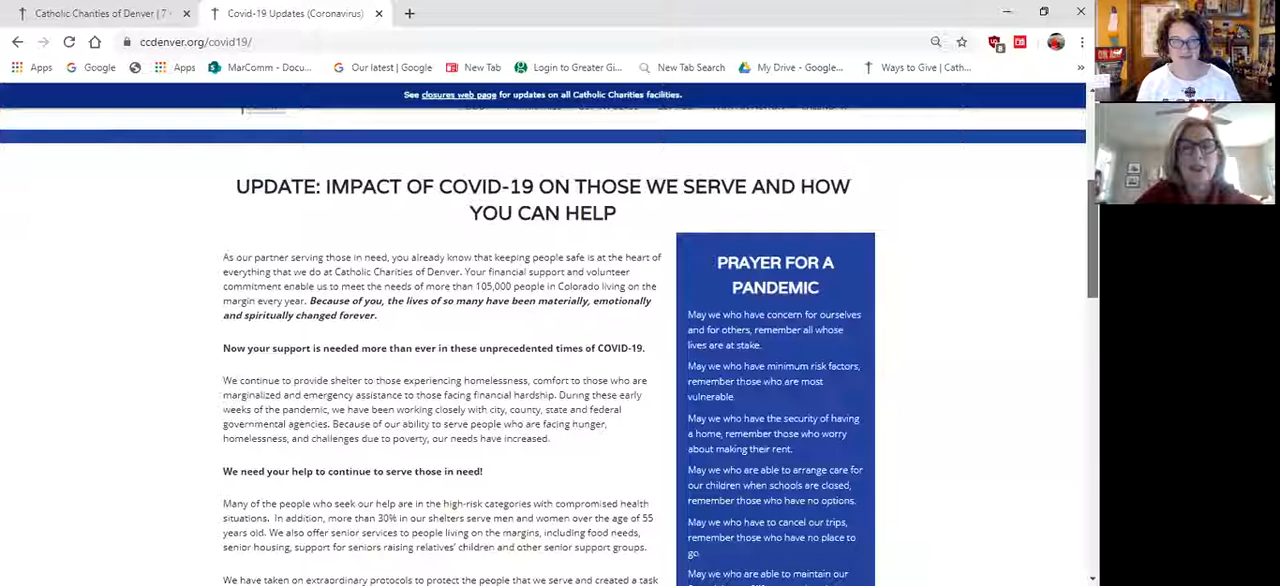 Catholic Charities of Denver | 7
Covid-19 Updates (Coronavirus)
ccdenver.org/covid19/
Apps
Google
Apps
MarComm - Docu...
Our latest | Google
New Tab
Login to Greater Gi...
New Tab Search
My Drive - Google...
Ways to Give | Cath...
See closures web page for updates on all Catholic Charities facilities.
UPDATE: IMPACT OF COVID-19 ON THOSE WE SERVE AND HOW
YOU CAN HELP
As our partner serving those in need, you already know that keeping people safe is at the heart of
everything that we do at Catholic Charities of Denver. Your financial support and volunteer
commitment enable us to meet the needs of more than 105,000 people in Colorado living on the
margin every year. Because of you, the lives of so many have been materially, emotionally
and spiritually changed forever.
Now your support is needed more than ever in these unprecedented times of COVID-19.
We continue to provide shelter to those experiencing homelessness, comfort to those who are
marginalized and emergency assistance to those facing financial hardship. During these early
weeks of the pandemic, we have been working closely with city, county, state and federal
governmental agencies. Because of our ability to serve people who are facing hunger,
homelessness, and challenges due to poverty, our needs have increased.
We need your help to continue to serve those in need!
Many of the people who seek our help are in the high-risk categories with compromised health
situations. In addition, more than 30% in our shelters serve men and women over the age of 55
years old. We also offer senior services to people living on the margins, including food needs,
senior housing, support for seniors raising relatives' children and other senior support groups.
We have taken on extraordinary protocols to protect the people that we serve and created a task
PRAYER FOR A
PANDEMIC
May we who have concern for ourselves
and for others, remember all whose
lives are at stake.
May we who have minimum risk factors,
remember those who are most
vulnerable.
May we who have the security of having
a home, remember those who worry
about making their rent.
May we who are able to arrange care for
our children when schools are closed,
remember those who have no options.
May we who have to cancel our trips,
remember those who have no place to
go.
May we who are able to maintain our